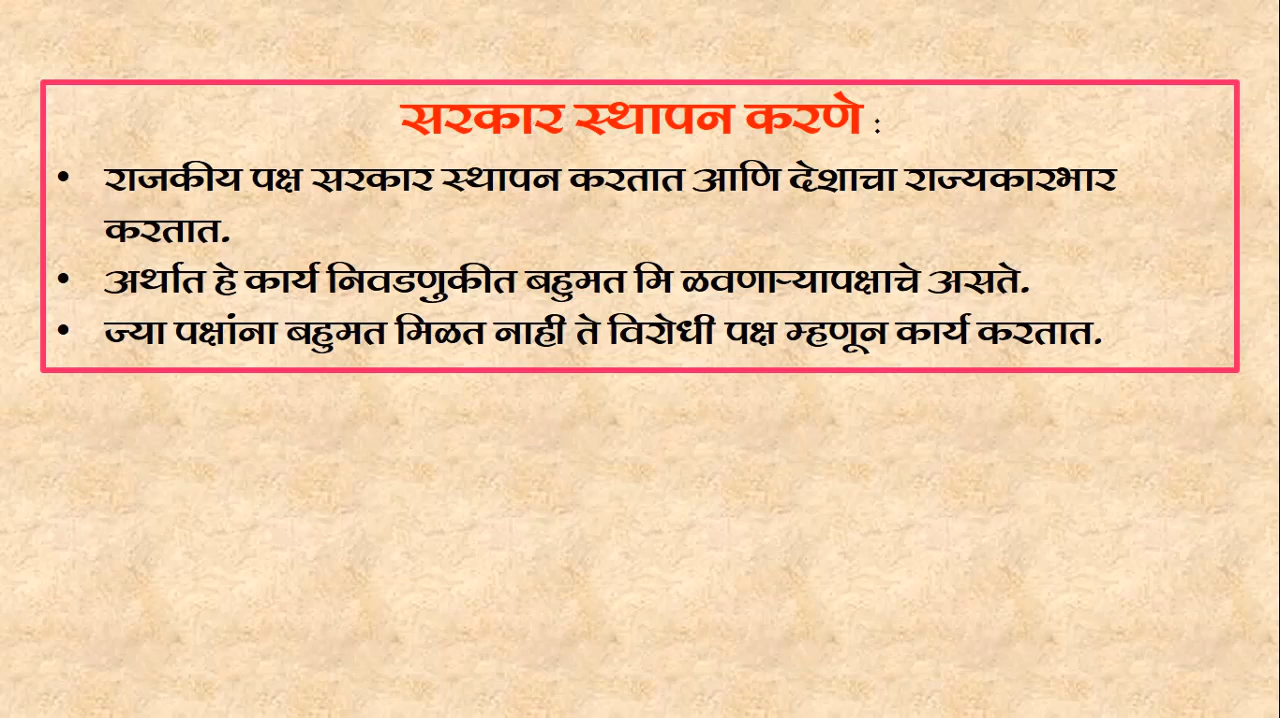 सरकार स्थापन करणे :
• राजकीय पक्ष सरकार स्थापन करतात आणि देशाचा राज्यकारभार
करतात.
• अर्थात हे कार्य निवडणुकीत बहुमत मि ळवणाऱ्यापक्षाचे असते.
• ज्या पक्षांना बहुमत मिळत नाही ते विरोधी पक्ष म्हणून कार्य करतात.